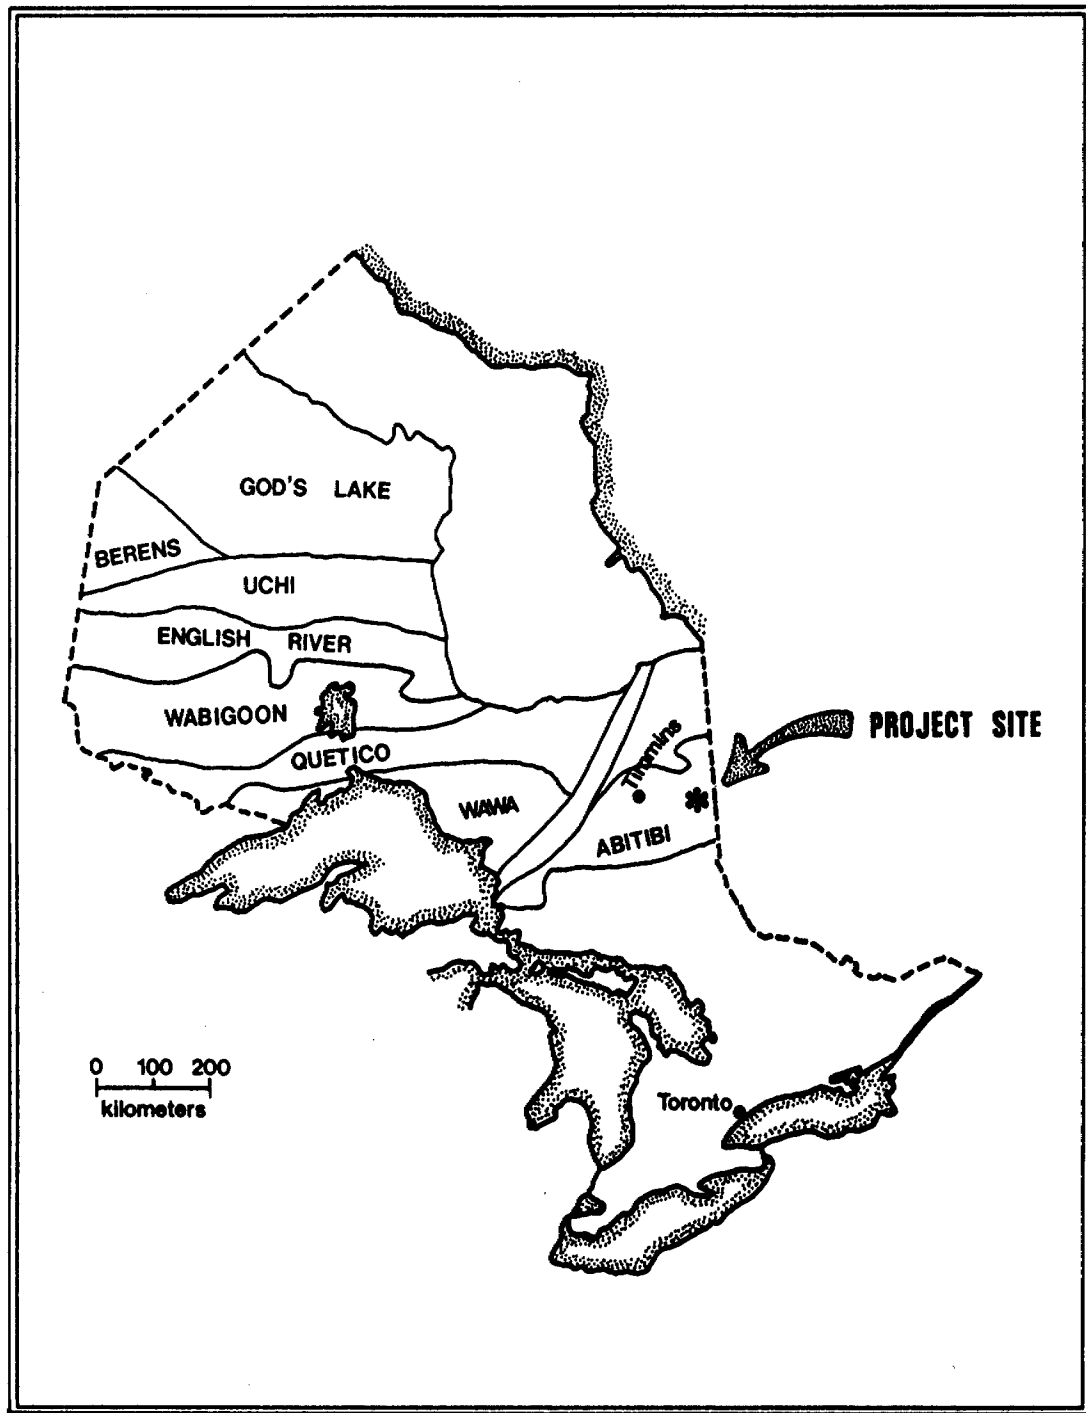 GOD'S LAKE
BERENS
UCHI
ENGLISH RIVER
WABIGOON
QUETICO
WAWA
Timmins
ABITIBI
PROJECT SITE
0 100 200
kilometers
Toronto